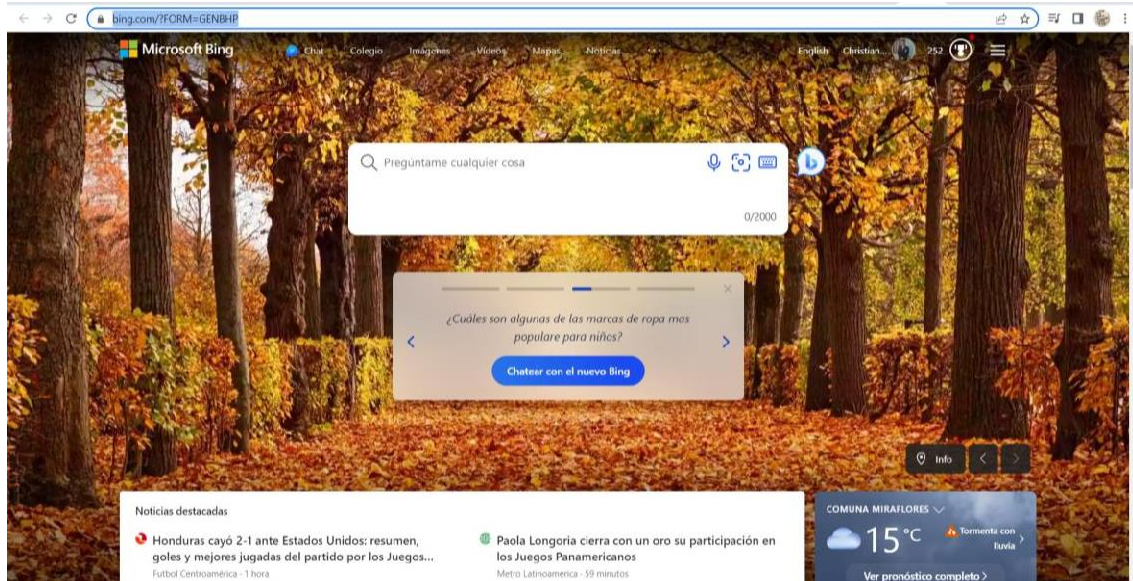 bing.com/?FORM=GENBHP
Microsoft Bing
Chat Colegio Imágenes Vídeos Mapas Noticias ...
English Christian... 252
Pregúntame cualquier cosa
0/2000
¿Cuáles son algunas de las marcas de ropa mas
populare para niños?
Chatear con el nuevo Bing
Info
Noticias destacadas
Honduras cayó 2-1 ante Estados Unidos: resumen,
goles y mejores jugadas del partido por los Juegos...
Futbol Centroamérica - 1 hora
Paola Longoria cierra con un oro su participación en
los Juegos Panamericanos
Metro Latinoamerica - 59 minutos
COMUNA MIRAFLORES
15 °C
Tormenta con
lluvia
Ver pronóstico completo >